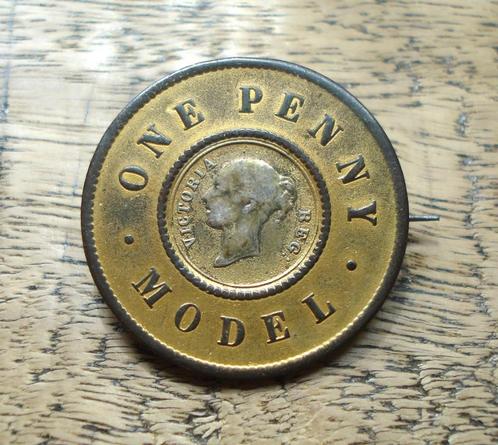 · ONE PENNY ·
MODEL
VICTORIA REG: